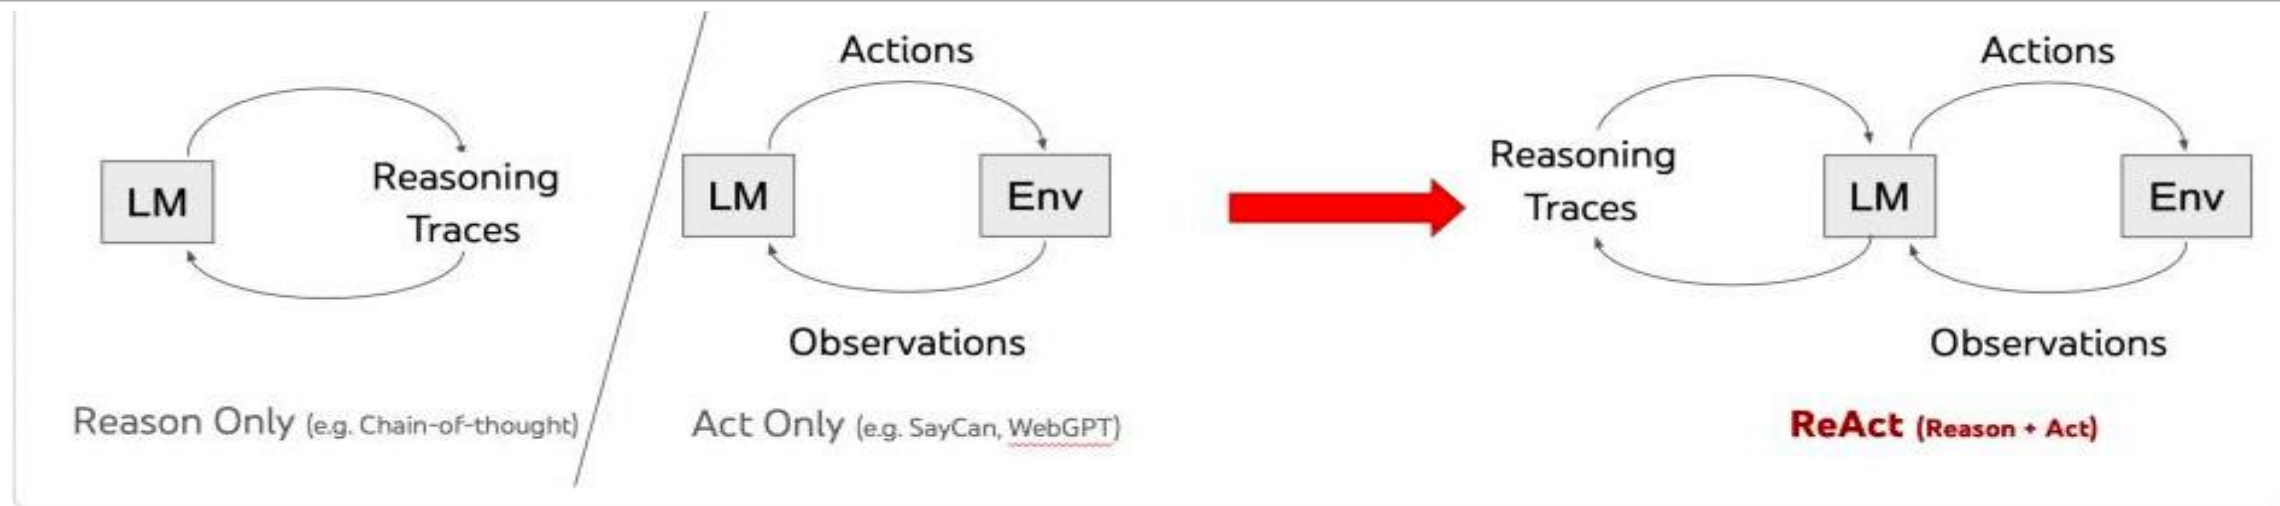 LM
Reasoning
Traces
Reason Only (e.g. Chain-of-thought)
Actions
LM
Env
Observations
Act Only (e.g. SayCan, WebGPT)
Reasoning
Traces
Actions
LM
Env
Observations
ReAct (Reason + Act)